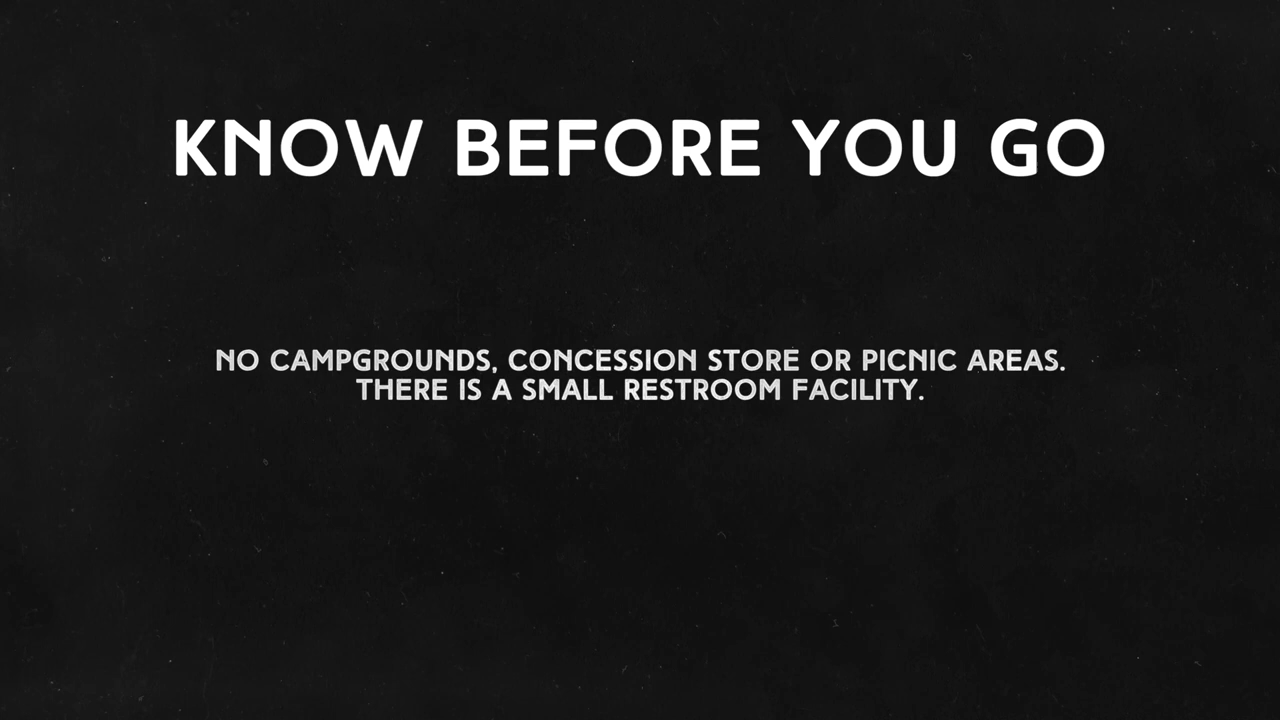 KNOW BEFORE YOU GO
NO CAMPGROUNDS, CONCESSION STORE OR PICNIC AREAS.
THERE IS A SMALL RESTROOM FACILITY.